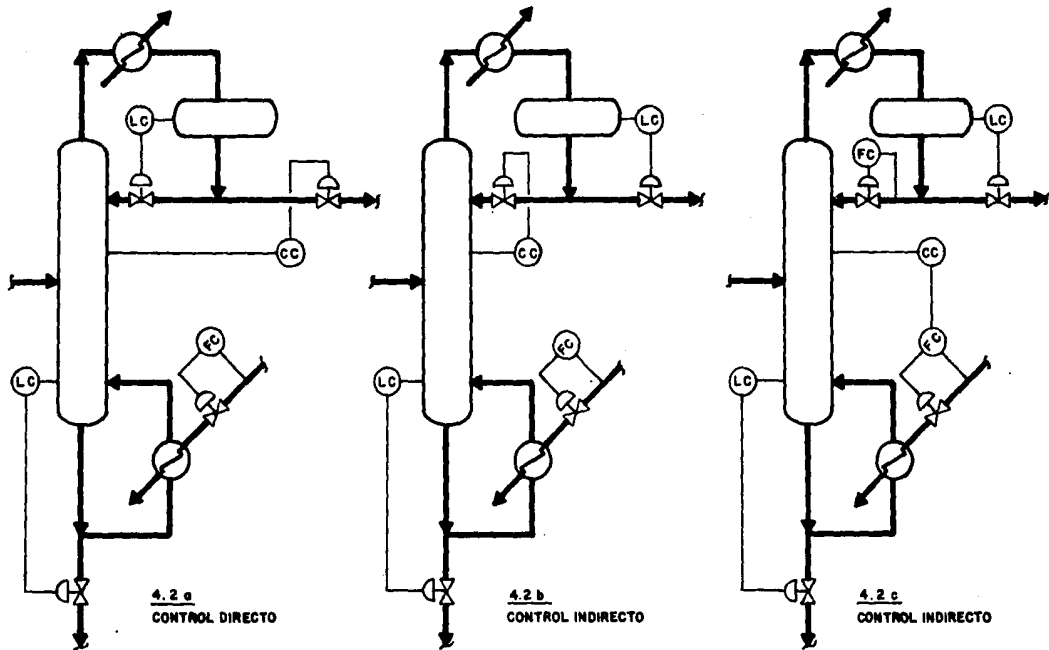 LC
CC
FC
LC
4.2 a
CONTROL DIRECTO
LC
CC
FC
LC
4.2 b
CONTROL INDIRECTO
LC
FC
CC
FC
LC
4.2 c
CONTROL INDIRECTO